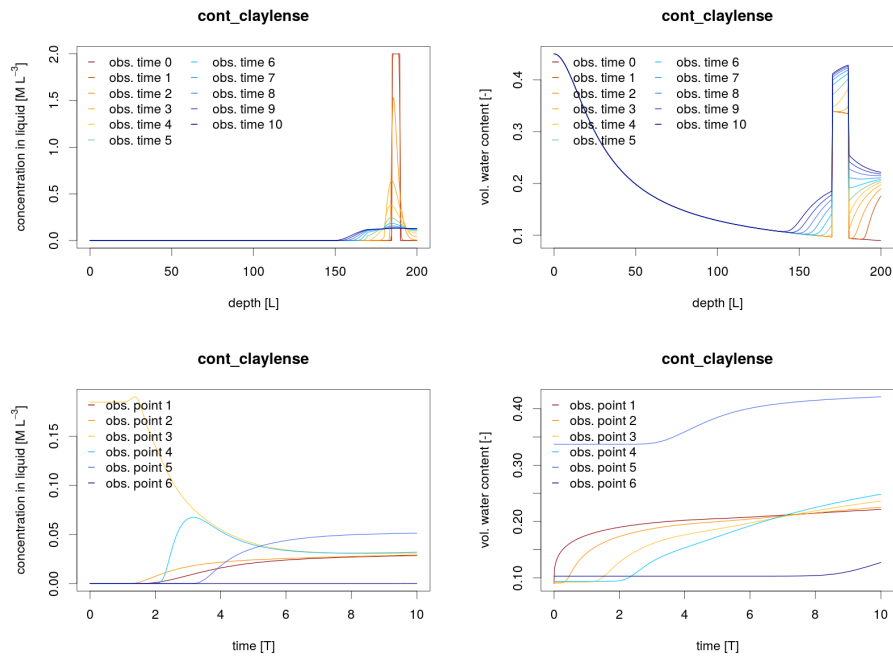 cont_claylense
concentration in liquid [M L⁻³]
2.0
1.5
1.0
0.5
0.0
obs. time 0
obs. time 1
obs. time 2
obs. time 3
obs. time 4
obs. time 5
obs. time 6
obs. time 7
obs. time 8
obs. time 9
obs. time 10
0 50 100 150 200
depth [L]
cont_claylense
vol. water content [-]
0.4
0.3
0.2
0.1
obs. time 0
obs. time 1
obs. time 2
obs. time 3
obs. time 4
obs. time 5
obs. time 6
obs. time 7
obs. time 8
obs. time 9
obs. time 10
0 50 100 150 200
depth [L]
cont_claylense
concentration in liquid [M L⁻³]
0.15
0.10
0.05
0.00
obs. point 1
obs. point 2
obs. point 3
obs. point 4
obs. point 5
obs. point 6
0 2 4 6 8 10
time [T]
cont_claylense
vol. water content [-]
0.40
0.30
0.20
0.10
obs. point 1
obs. point 2
obs. point 3
obs. point 4
obs. point 5
obs. point 6
0 2 4 6 8 10
time [T]